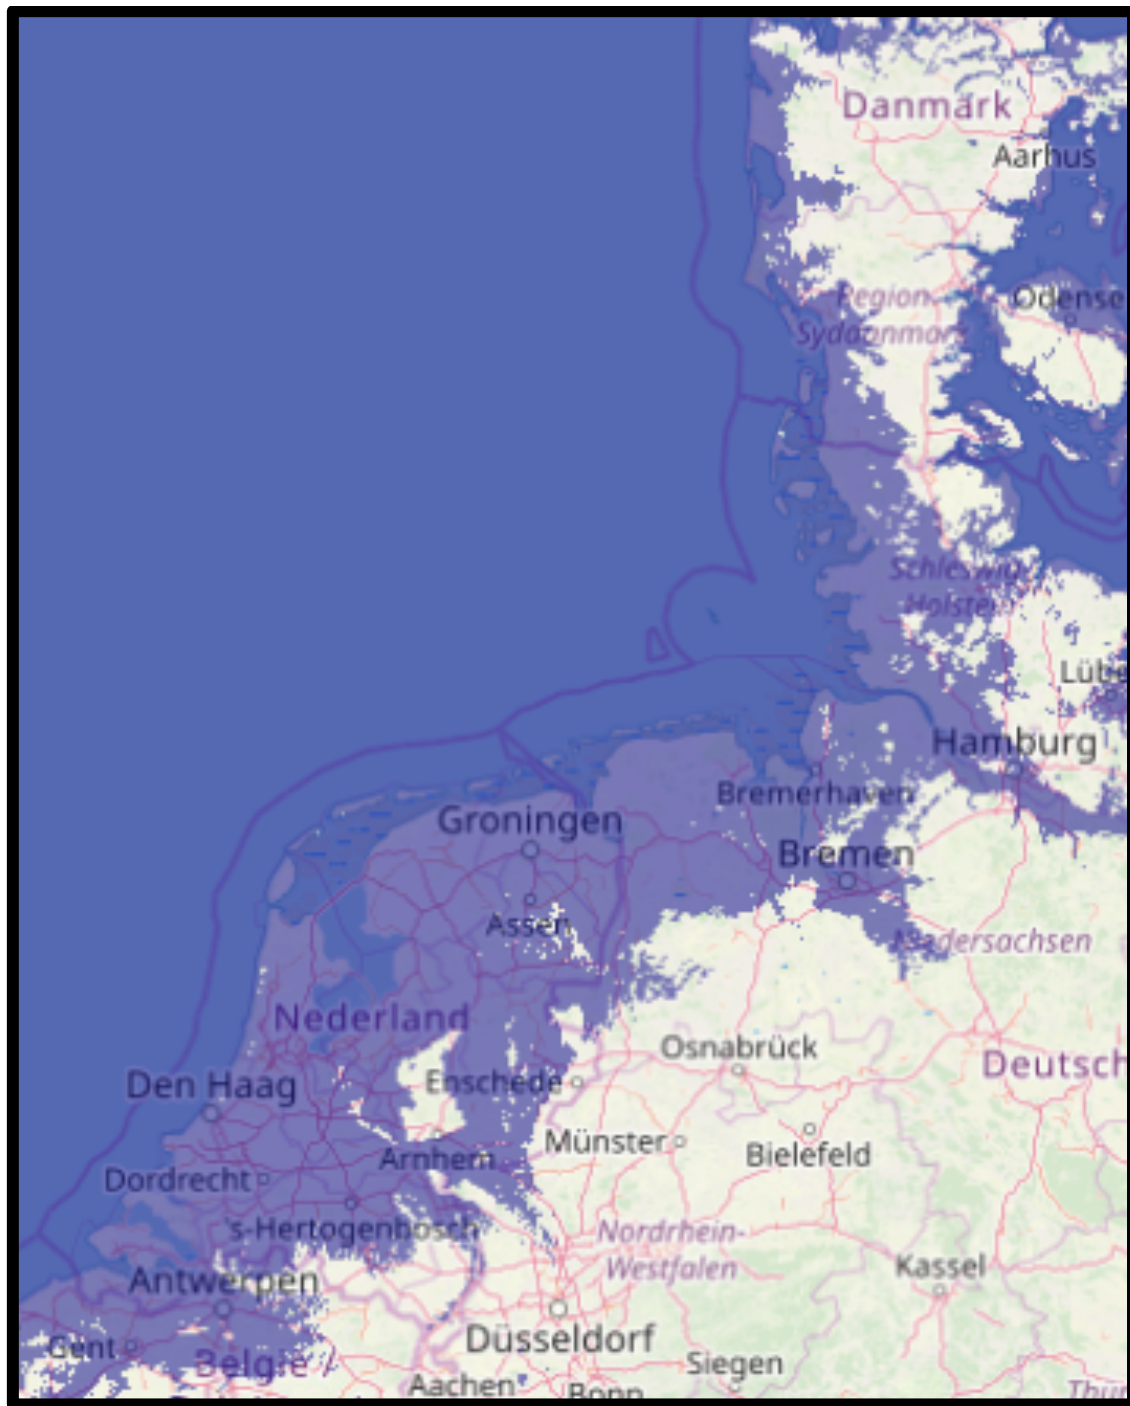 Danmark
Aarhus
Region
Syddanmark
Odense
Schleswig-
Holstein
Hamburg
Bremerhaven
Groningen
Bremen
Assen
Niedersachsen
Nederland
Osnabrück
Deutsch
Den Haag
Enschede
Münster
Bielefeld
Arnhem
Dordrecht
's-Hertogenbosch
Nordrhein-
Westfalen
Kassel
Antwerpen
Düsseldorf
Gent
België /
Siegen
Aachen
Bonn